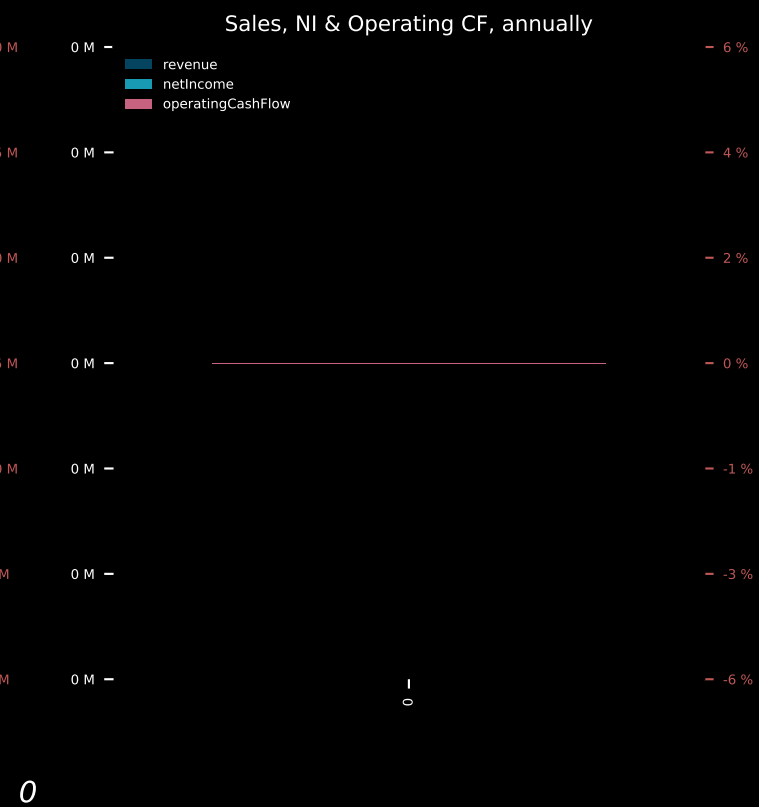 Sales, NI & Operating CF, annually
0 M 6 %
revenue
netIncome
operatingCashFlow
0 M 4 %
0 M 2 %
0 M 0 %
0 M -1 %
0 M -3 %
0 M -6 %
0
0